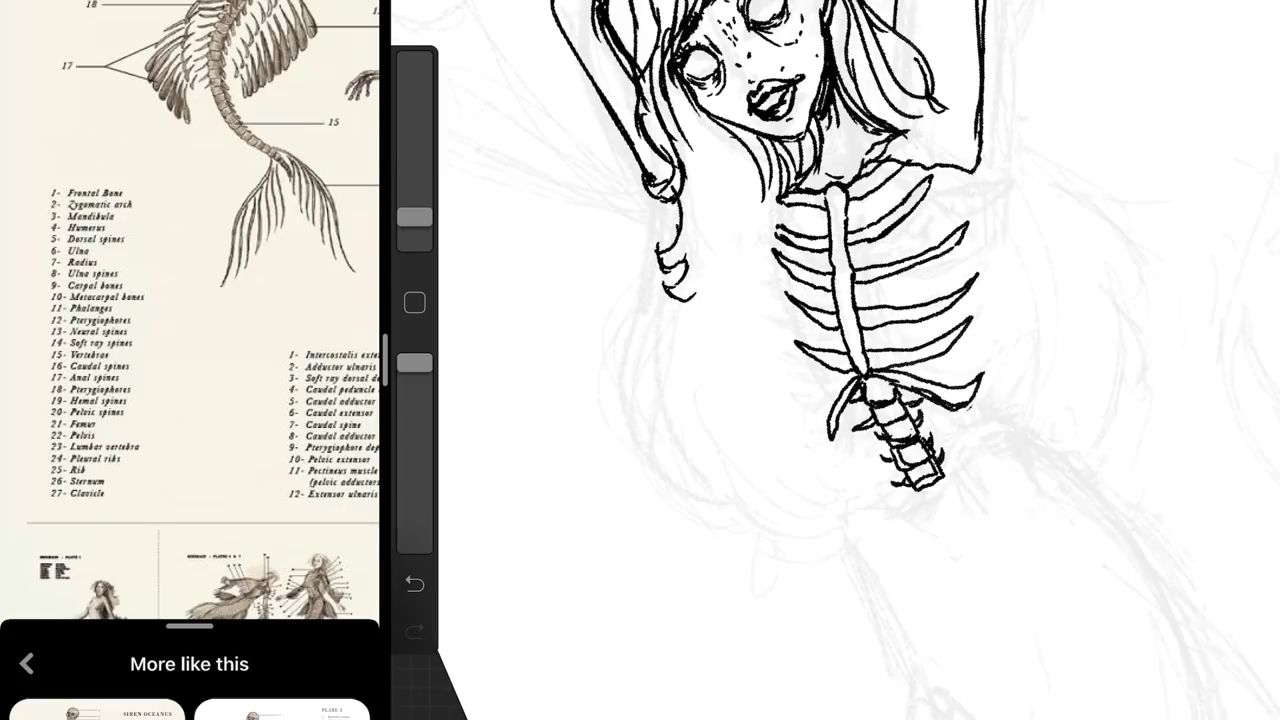 18
17
15
1- Frontal Bone
2- Zygomatic arch
3- Mandibula
4- Humerus
5- Dorsal spines
6- Ulna
7- Radius
8- Ulna spines
9- Carpal bones
10- Metacarpal bones
11- Phalanges
12- Pterygiophores
13- Neural spines
14- Soft ray spines
15- Vertebrae
16- Caudal spines
17- Anal spines
18- Pterygiophores
19- Hemal spines
20- Pelvic spines
21- Femur
22- Pelvis
23- Lumbar vertebra
24- Pleural ribs
25- Rib
26- Sternum
27- Clavicle
1- Intercostalis exte
2- Adductor ulnaris
3- Soft ray dorsal de
4- Caudal peduncle
5- Caudal adductor
6- Caudal extensor
7- Caudal spine
8- Caudal adductor
9- Pterygiophore dep
10- Pelvic extensor
11- Pectineus muscle
(pelvic adductors
12- Extensor ulnaris
More like this
SIREN OCEANUS